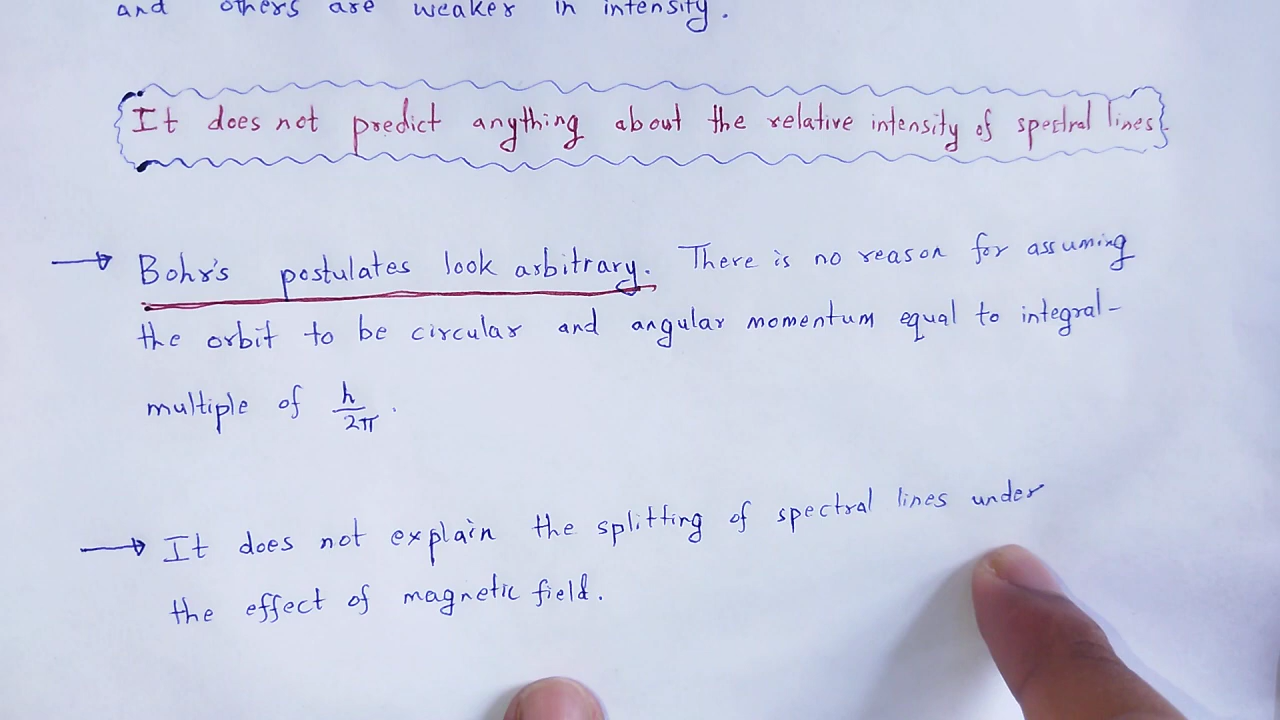 and others are weaker in intensity.
It does not predict anything about the relative intensity of spectral lines
→ Bohr's postulates look arbitrary. There is no reason for assuming
the orbit to be circular and angular momentum equal to integral-
multiple of h/2π.
→ It does not explain the splitting of spectral lines under
the effect of magnetic field.